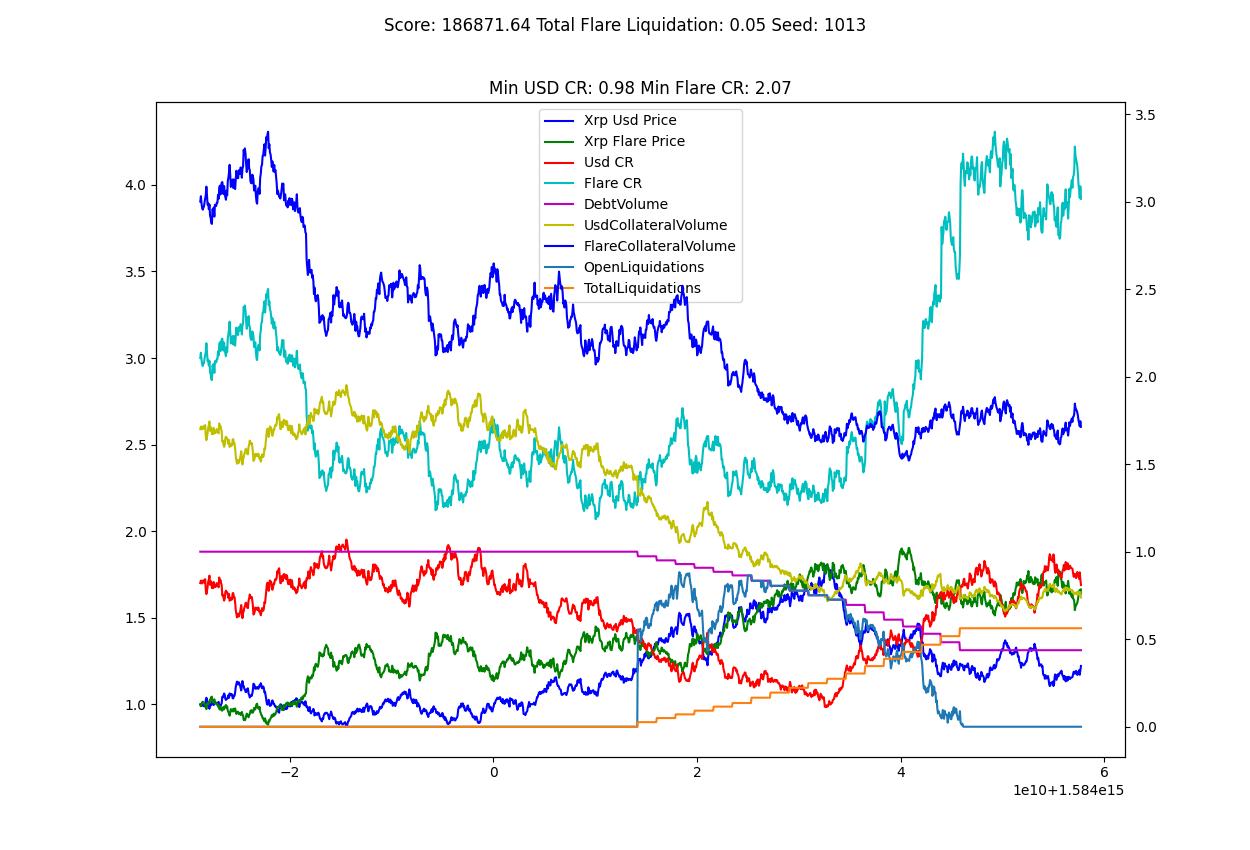 Score: 186871.64 Total Flare Liquidation: 0.05 Seed: 1013
Min USD CR: 0.98 Min Flare CR: 2.07
Xrp Usd Price
Xrp Flare Price
Usd CR
Flare CR
DebtVolume
UsdCollateralVolume
FlareCollateralVolume
OpenLiquidations
TotalLiquidations
4.0
3.5
3.0
2.5
2.0
1.5
1.0
3.5
3.0
2.5
2.0
1.5
1.0
0.5
0.0
−2 0 2 4 6
1e10+1.584e15